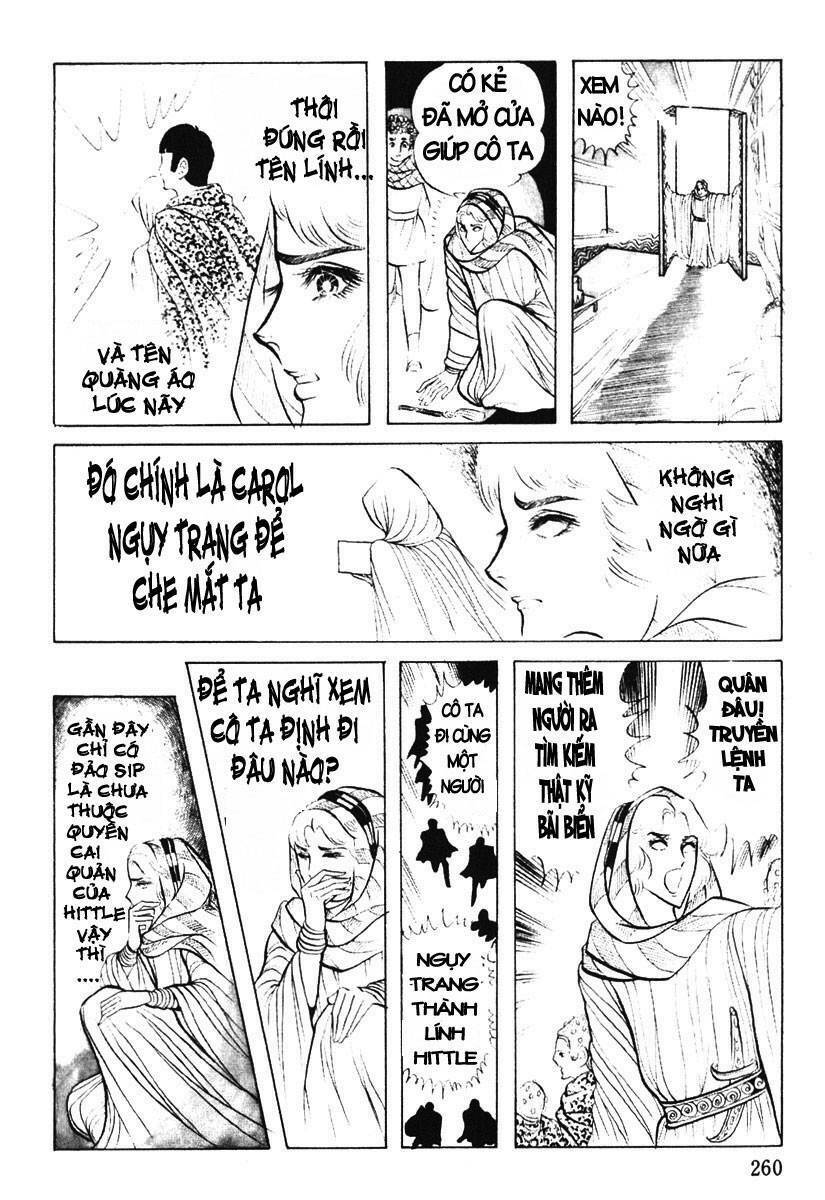 XEM
NÀO!
CÓ KẺ
ĐÃ MỞ CỬA
GIÚP CÔ TA
THÔI
ĐÚNG RỒI
TÊN LÍNH...
VÀ TÊN
QUÀNG ÁO
LÚC NÃY
KHÔNG
NGHI
NGỜ GÌ
NỮA
ĐÓ CHÍNH LÀ CAROL
NGỤY TRANG ĐỂ
CHE MẮT TA
QUÂN
ĐÂU!
TRUYỀN
LỆNH
TA
MANG THÊM
NGƯỜI RA
TÌM KIẾM
THẬT KỸ
BÃI BIỂN
CÔ TA
ĐI CÙNG
MỘT
NGƯỜI
NGỤY
TRANG
THÀNH
LÍNH
HITTLE
ĐỂ TA NGHĨ XEM
CÔ TA ĐỊNH ĐI
ĐÂU NÀO?
GẦN ĐÂY
CHỈ CÓ
ĐẢO SIP
LÀ CHƯA
THUỘC
QUYỀN
CAI
QUẢN
CỦA
HITTLE
VẬY THÌ
....
260